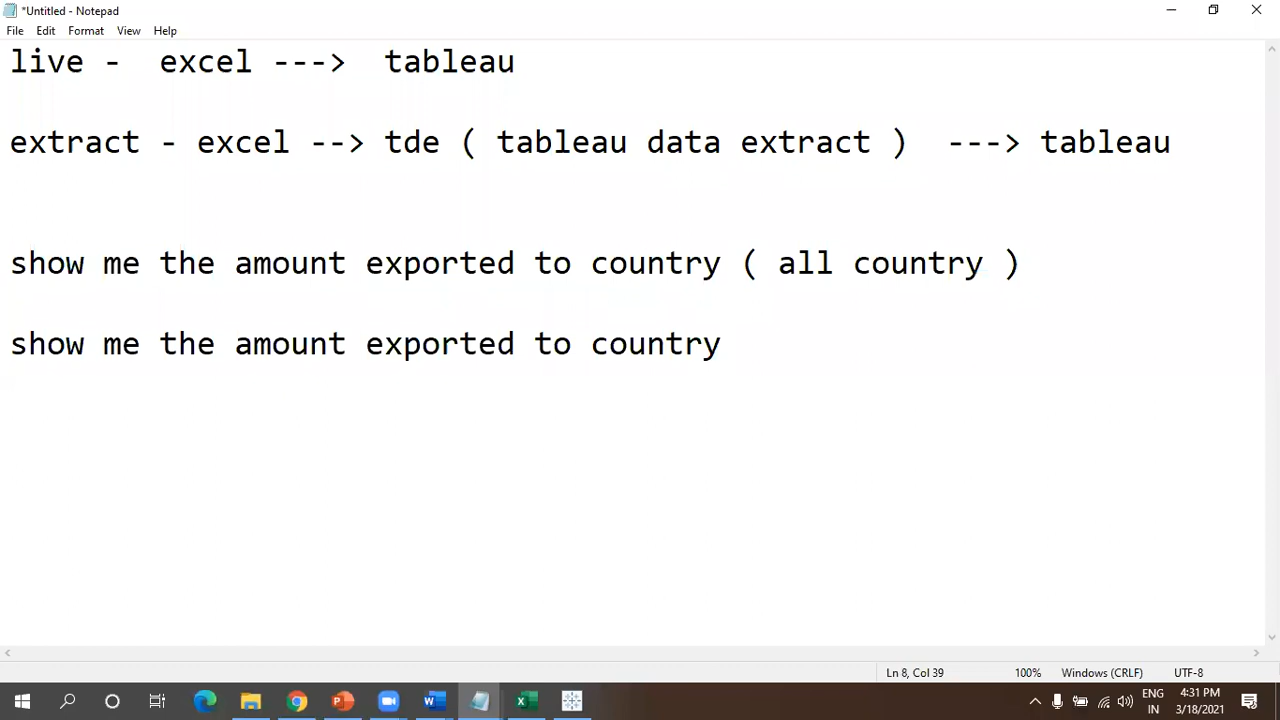 *Untitled - Notepad
File Edit Format View Help
live - excel ---> tableau
extract - excel --> tde ( tableau data extract ) ---> tableau
show me the amount exported to country ( all country )
show me the amount exported to country
Ln 8, Col 39 100% Windows (CRLF) UTF-8
ENG 4:31 PM
IN 3/18/2021